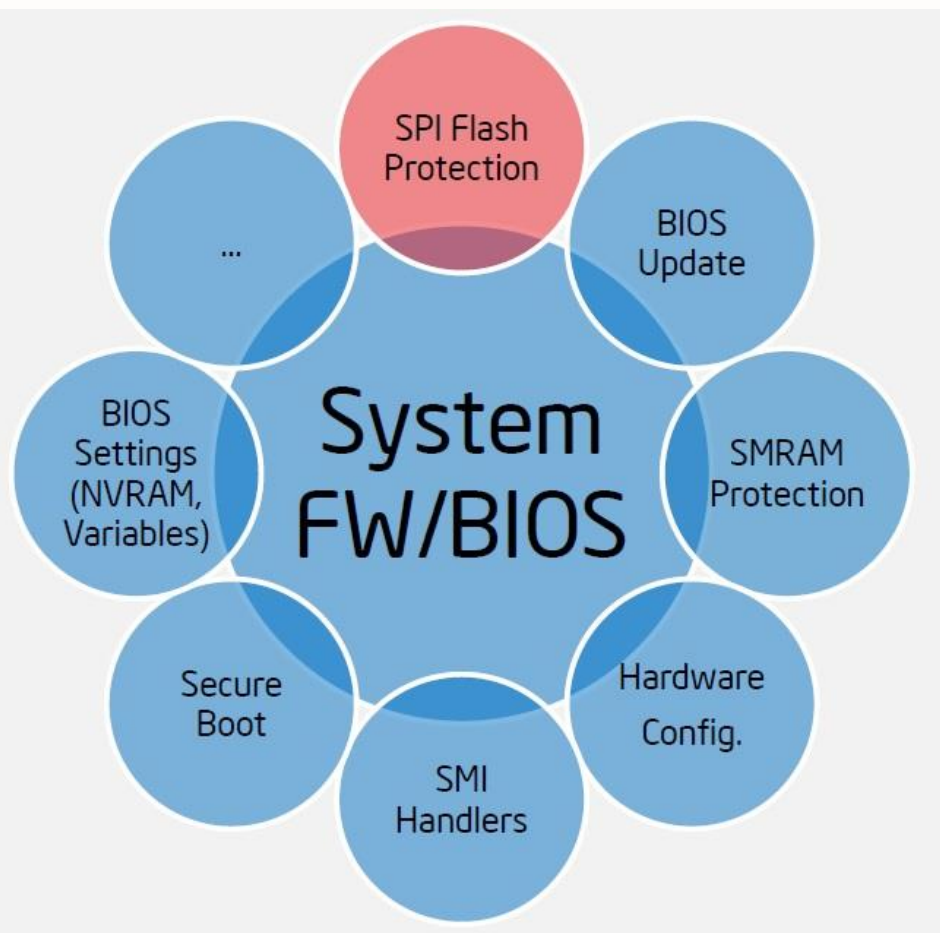 SPI Flash
Protection
BIOS
Update
...
System
FW/BIOS
BIOS
Settings
(NVRAM,
Variables)
SMRAM
Protection
Secure
Boot
Hardware
Config.
SMI
Handlers